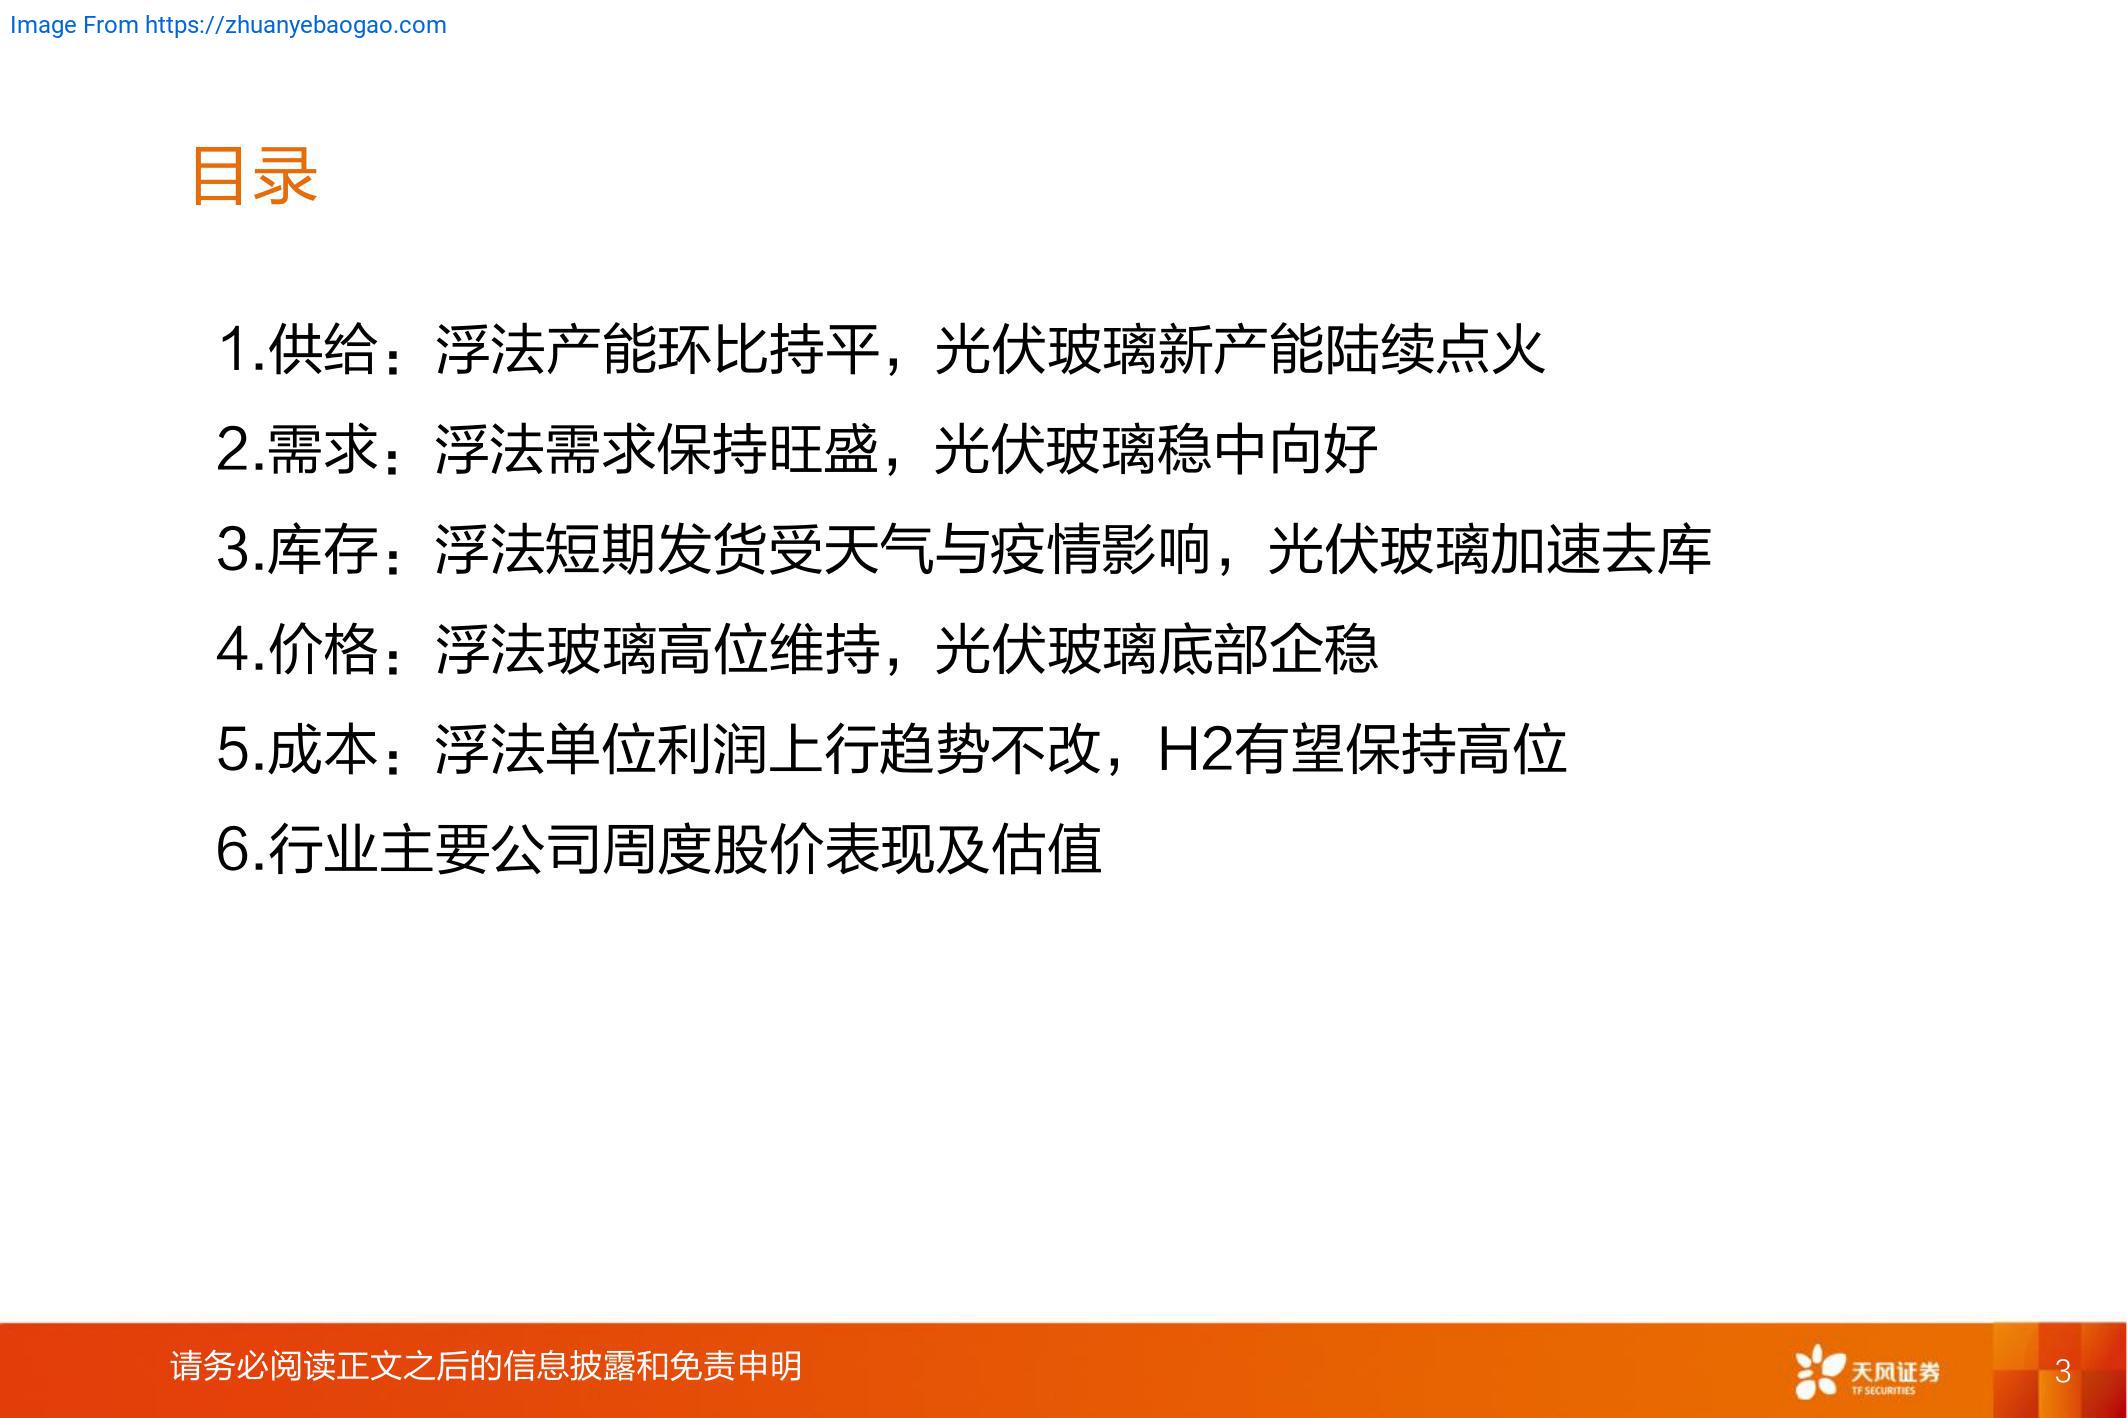 Image From https://zhuanyebaogao.com
目录
1.供给：浮法产能环比持平，光伏玻璃新产能陆续点火
2.需求：浮法需求保持旺盛，光伏玻璃稳中向好
3.库存：浮法短期发货受天气与疫情影响，光伏玻璃加速去库
4.价格：浮法玻璃高位维持，光伏玻璃底部企稳
5.成本：浮法单位利润上行趋势不改，H2有望保持高位
6.行业主要公司周度股价表现及估值
请务必阅读正文之后的信息披露和免责申明
天风证券
TF SECURITIES
3